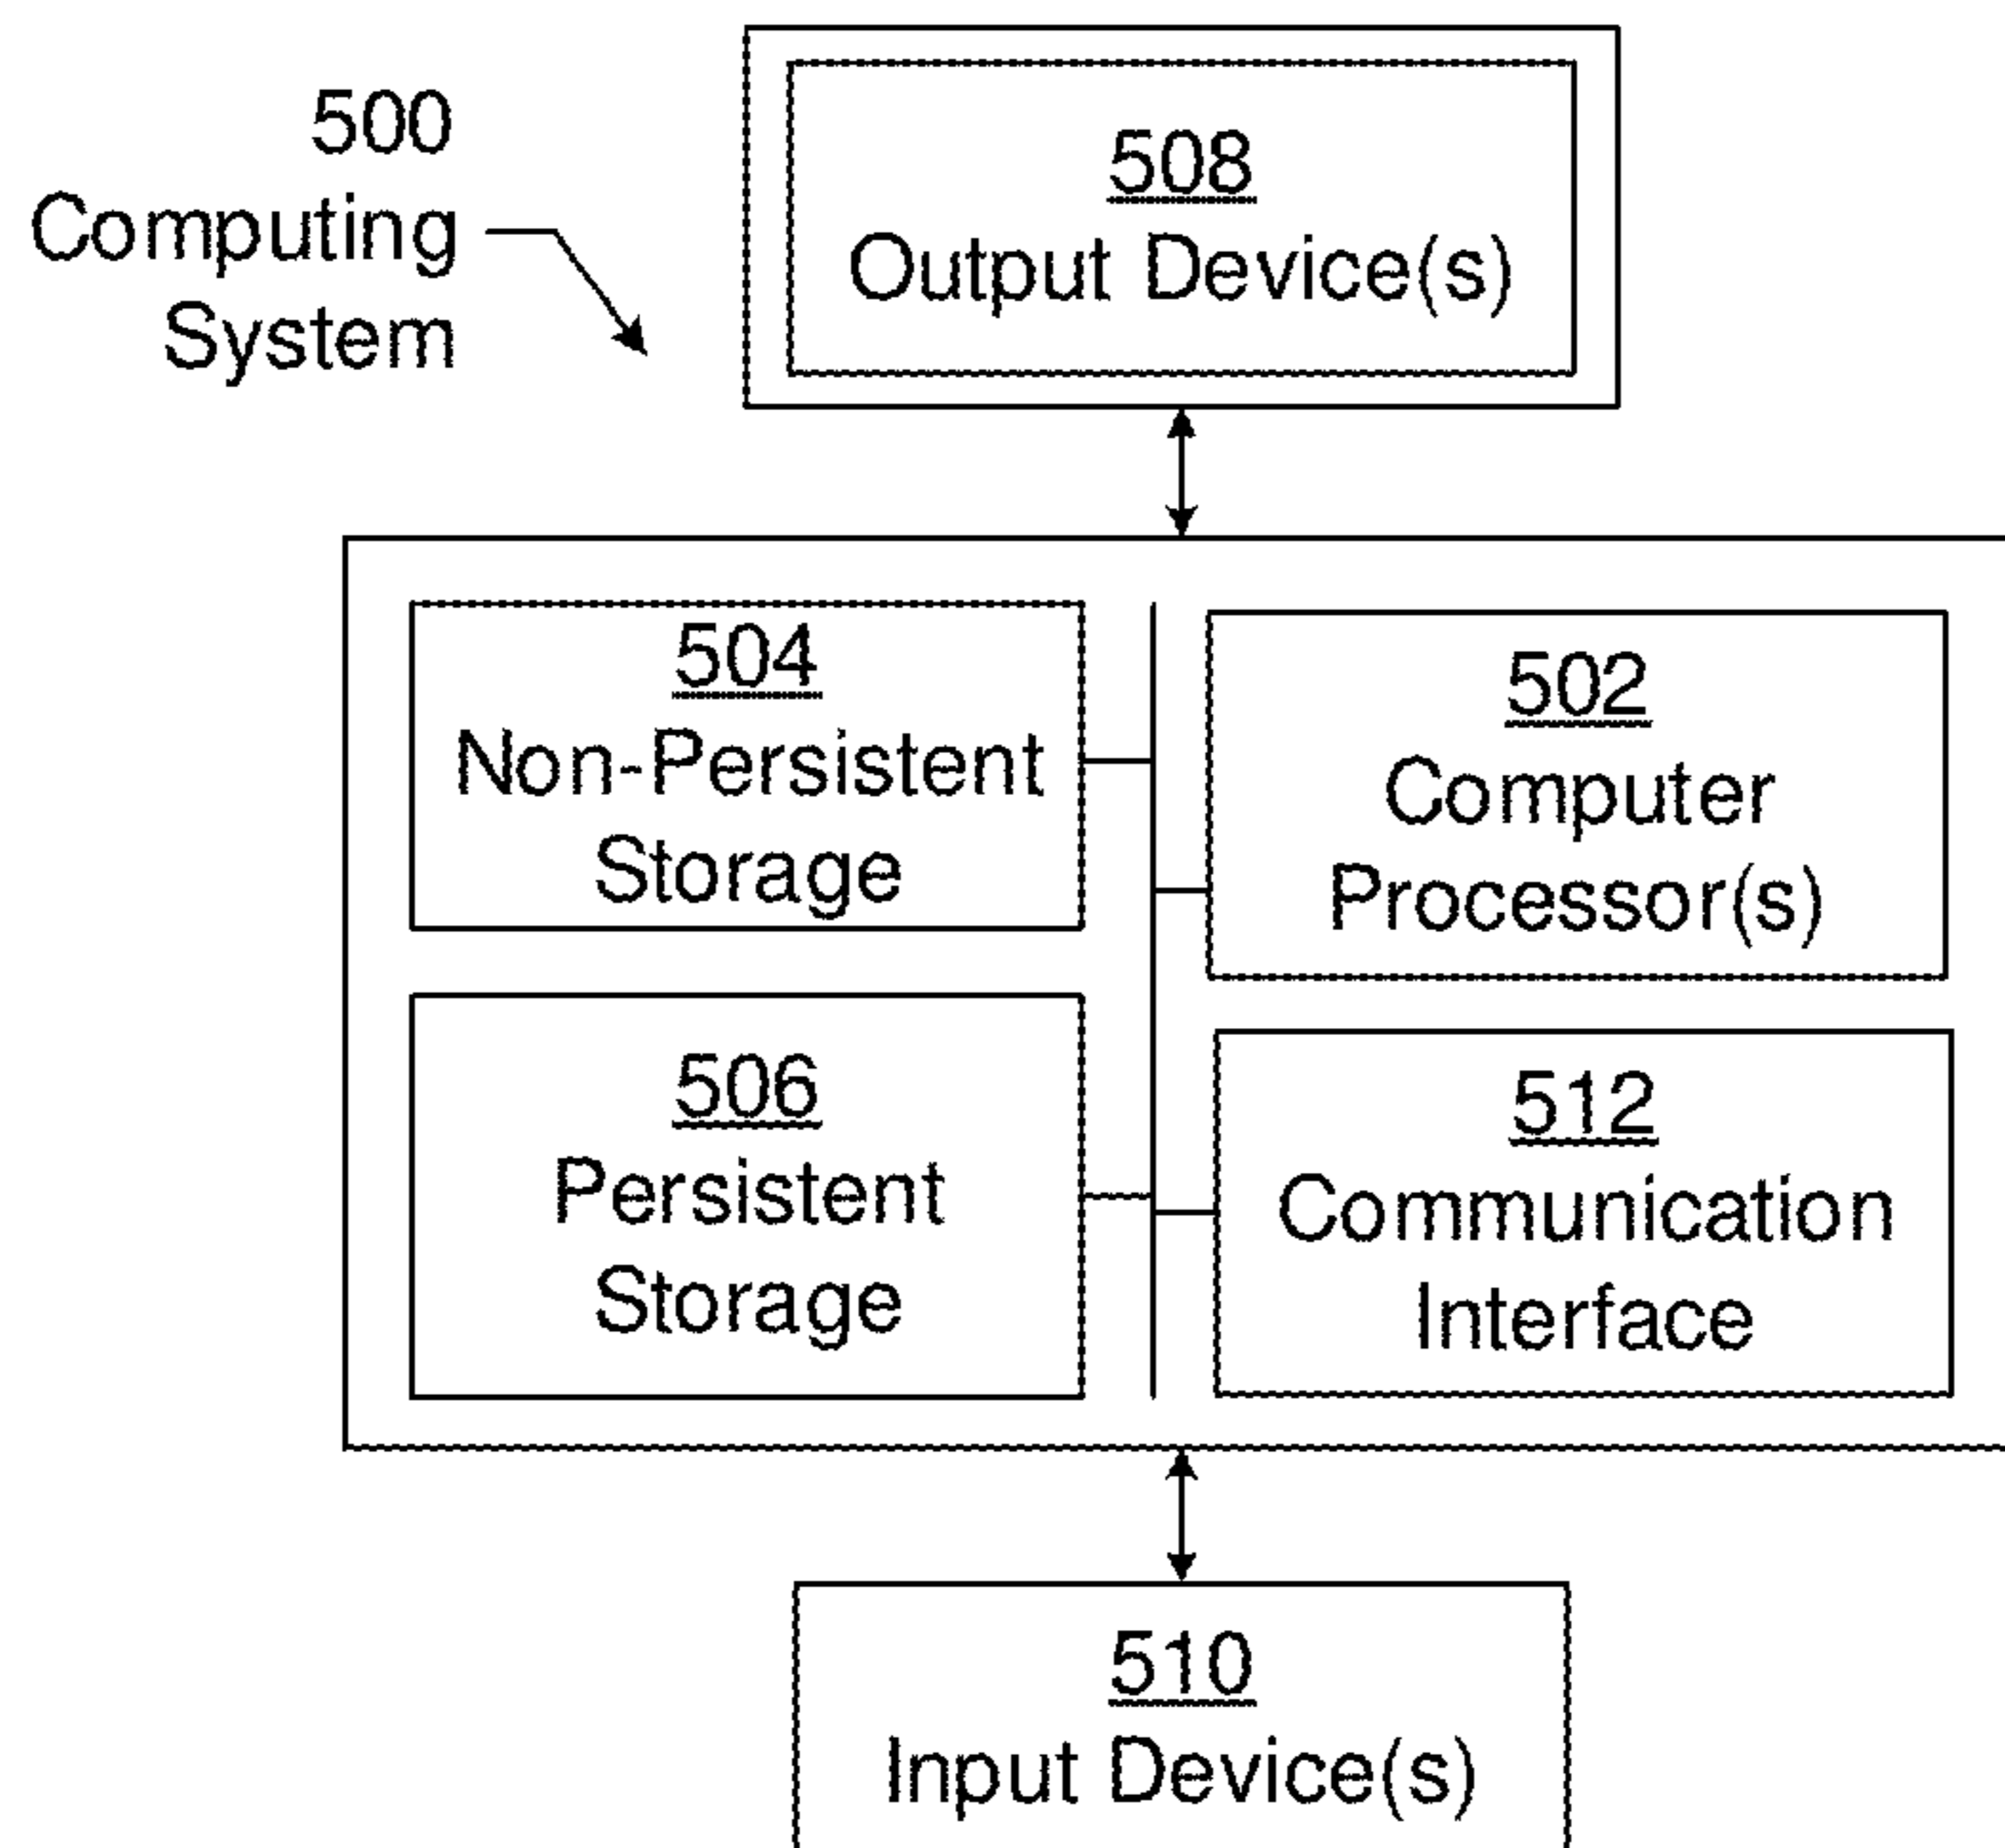 500
Computing
System
508
Output Device(s)
504
Non-Persistent
Storage
502
Computer
Processor(s)
506
Persistent
Storage
512
Communication
Interface
510
Input Device(s)